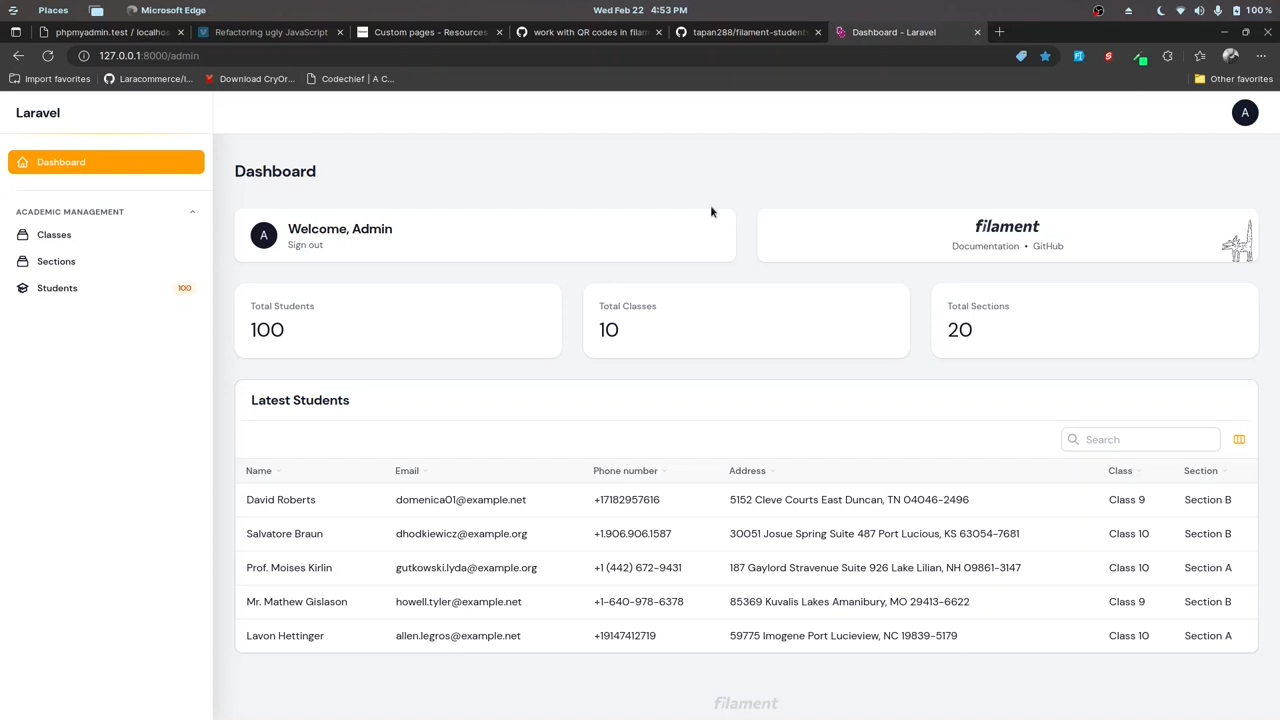 Places Microsoft Edge Wed Feb 22 4:53 PM 100 %
phpmyadmin.test / localhos Refactoring ugly JavaScript Custom pages - Resources work with QR codes in filam tapan288/filament-student Dashboard - Laravel
127.0.0.1:8000/admin
Import favorites Laracommerce/l... Download CryOr... Codechief | A C... Other favorites
Laravel
A
Dashboard
Dashboard
ACADEMIC MANAGEMENT
Classes
Sections
Students 100
A Welcome, Admin
Sign out
filament
Documentation • GitHub
Total Students
100
Total Classes
10
Total Sections
20
Latest Students
Search
Name Email Phone number Address Class Section
David Roberts domenica01@example.net +17182957616 5152 Cleve Courts East Duncan, TN 04046-2496 Class 9 Section B
Salvatore Braun dhodkiewicz@example.org +1.906.906.1587 30051 Josue Spring Suite 487 Port Lucious, KS 63054-7681 Class 10 Section B
Prof. Moises Kirlin gutkowski.lyda@example.org +1 (442) 672-9431 187 Gaylord Stravenue Suite 926 Lake Lilian, NH 09861-3147 Class 10 Section A
Mr. Mathew Gislason howell.tyler@example.net +1-640-978-6378 85369 Kuvalis Lakes Amanibury, MO 29413-6622 Class 9 Section B
Lavon Hettinger allen.legros@example.net +19147412719 59775 Imogene Port Lucieview, NC 19839-5179 Class 10 Section A
filament